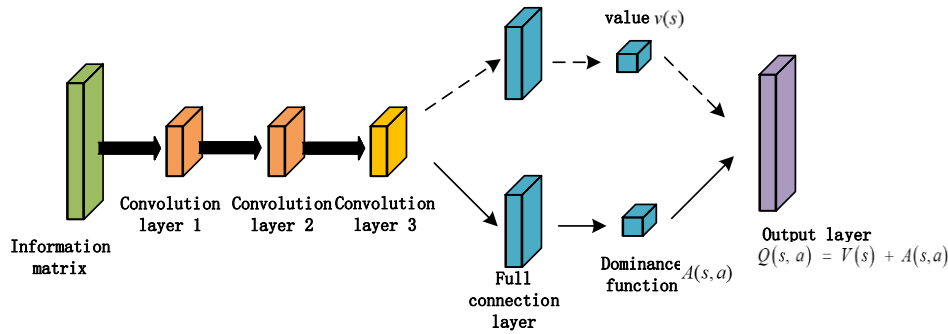 value v(s)
Convolution layer 1
Convolution layer 2
Convolution layer 3
Information
matrix
Full
connection
layer
Dominance
function A(s,a)
Output layer
Q(s, a) = V(s) + A(s,a)